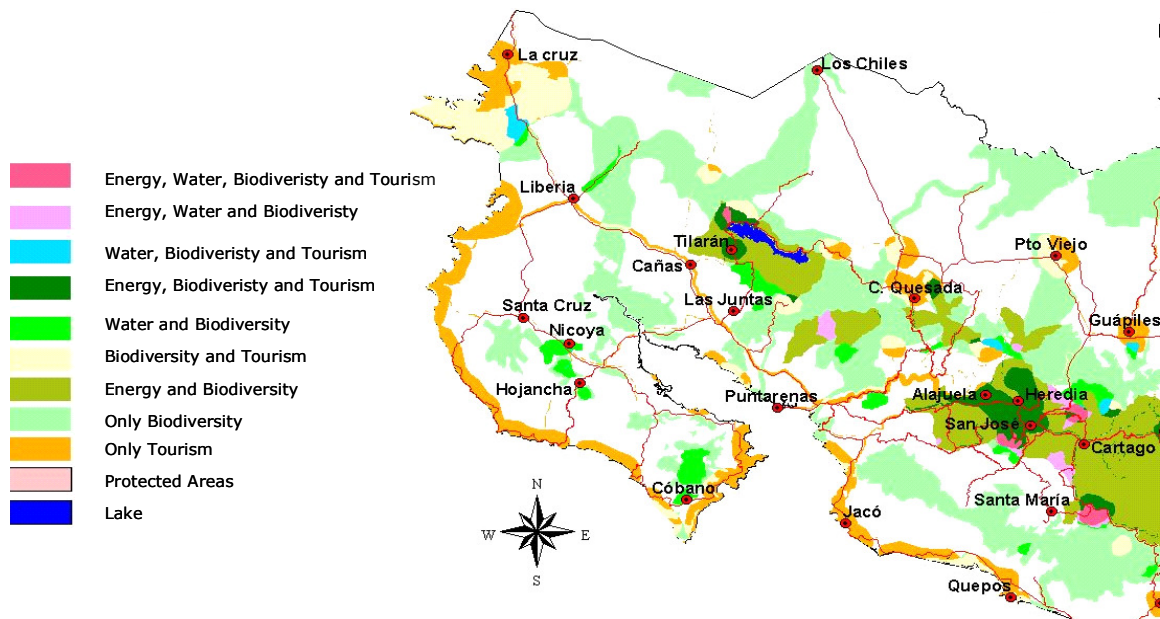 Energy, Water, Biodiveristy and Tourism
Energy, Water and Biodiveristy
Water, Biodiveristy and Tourism
Energy, Biodiveristy and Tourism
Water and Biodiversity
Biodiversity and Tourism
Energy and Biodiversity
Only Biodiversity
Only Tourism
Protected Areas
Lake
La cruz
Los Chiles
Liberia
Tilarán
Pto Viejo
Cañas
C. Quesada
Santa Cruz
Las Juntas
Guápiles
Nicoya
Hojancha
Puntarenas
Alajuela
Heredia
San José
Cartago
Cóbano
Santa María
Jacó
Quepos
N
W
E
S